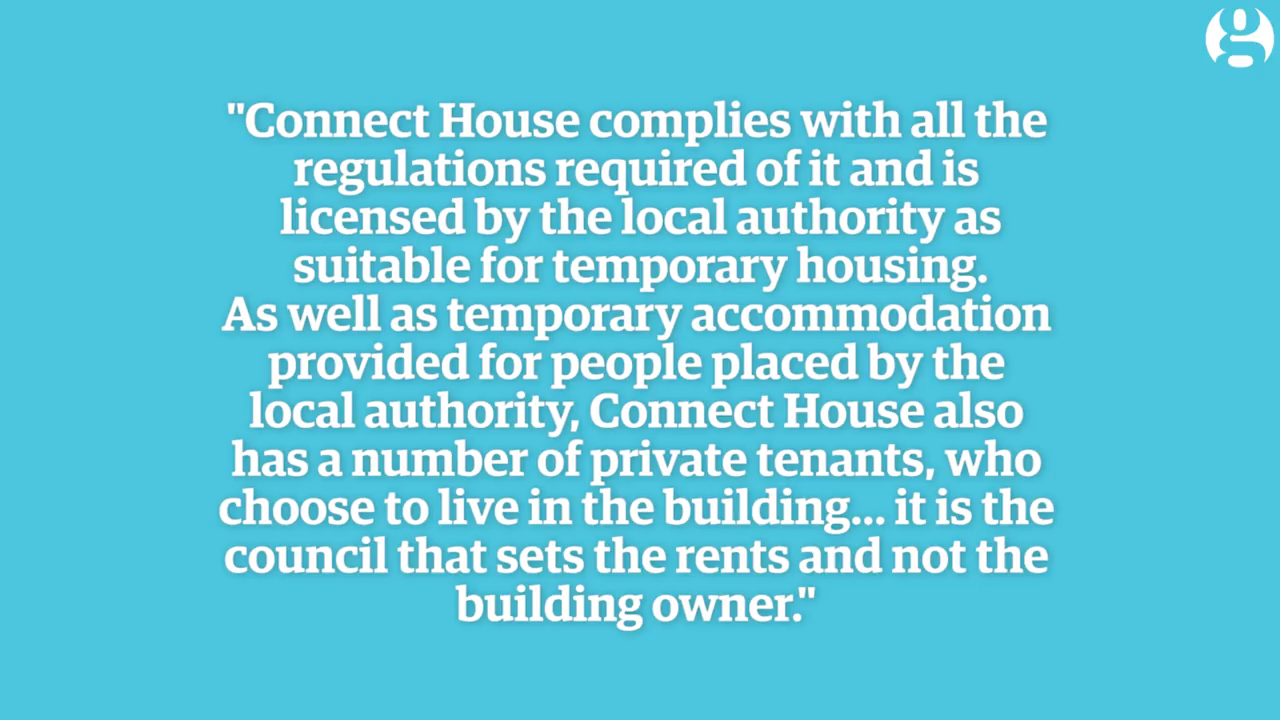 "Connect House complies with all the
regulations required of it and is
licensed by the local authority as
suitable for temporary housing.
As well as temporary accommodation
provided for people placed by the
local authority, Connect House also
has a number of private tenants, who
choose to live in the building... it is the
council that sets the rents and not the
building owner."
g